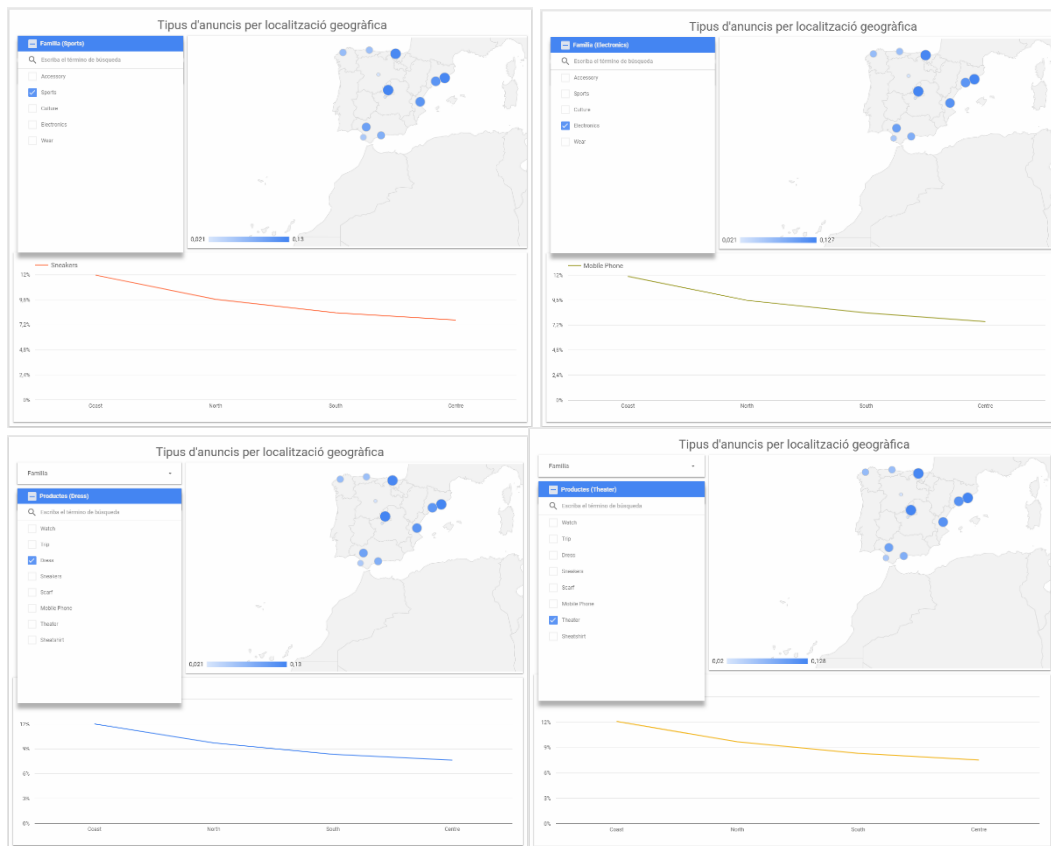 Tipus d'anuncis per localització geogràfica
Familia (Sports)
Escriba el término de búsqueda
Accessory
Sports
Culture
Electronics
Wear
0,021
0,13
Sneakers
12%
9,6%
7,2%
4,8%
2,4%
0%
Coast
North
South
Centre
Tipus d'anuncis per localització geogràfica
Familia (Electronics)
Escriba el término de búsqueda
Accessory
Sports
Culture
Electronics
Wear
0,021
0,127
Mobile Phone
12%
9,6%
7,2%
4,8%
2,4%
0%
Coast
North
South
Centre
Tipus d'anuncis per localització geogràfica
Familia
Productes (Dress)
Escriba el término de búsqueda
Watch
Trip
Dress
Sneakers
Scarf
Mobile Phone
Theater
Sheatshirt
0,021
0,13
12%
9%
6%
3%
0%
Coast
North
South
Centre
Tipus d'anuncis per localització geogràfica
Familia
Productes (Theater)
Escriba el término de búsqueda
Watch
Trip
Dress
Sneakers
Scarf
Mobile Phone
Theater
Sheatshirt
0,02
0,128
12%
9%
6%
3%
0%
Coast
North
South
Centre